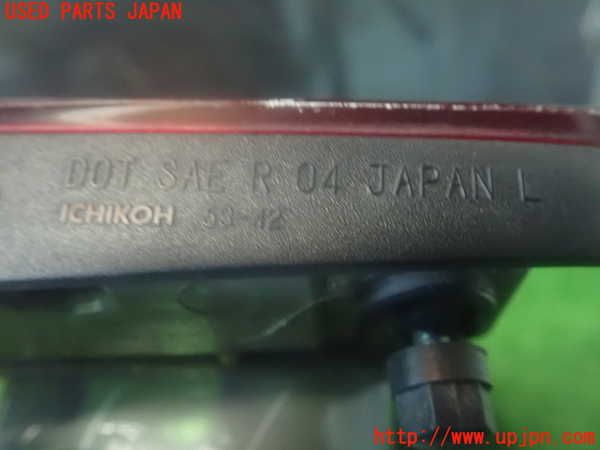 USED PARTS JAPAN
DOT SAE R 04 JAPAN L
ICHIKOH 53-42
※ http://www.upjpn.com